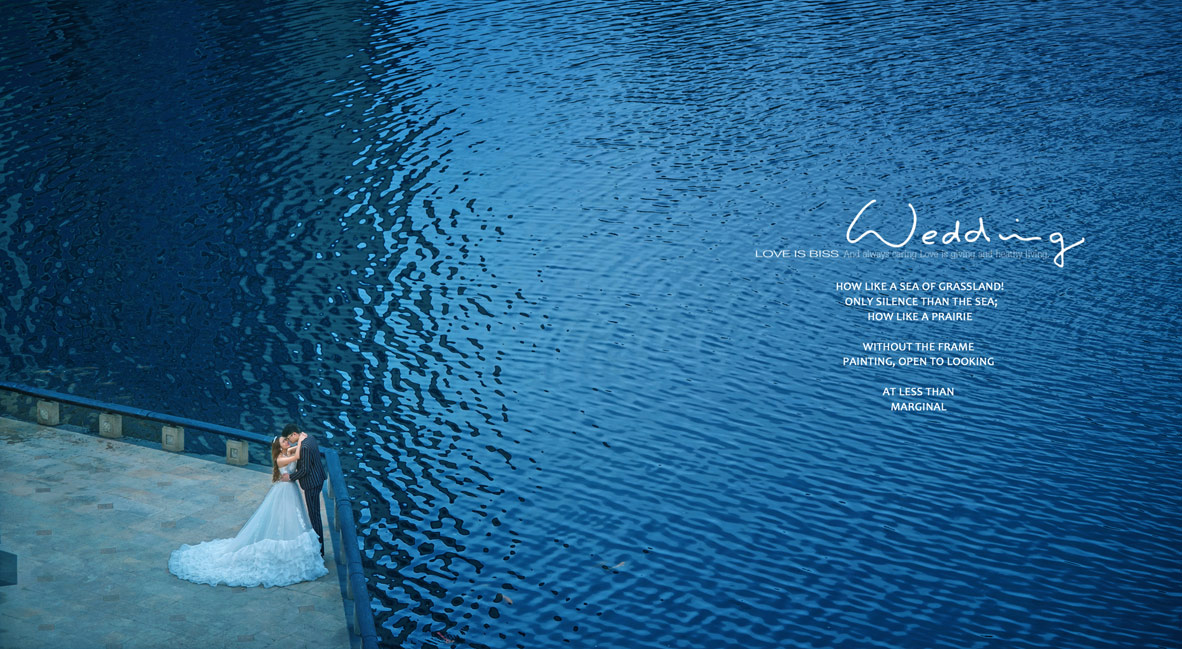 Wedding
LOVE IS BISS And always caring Love is giving and healthy living.
HOW LIKE A SEA OF GRASSLAND!
ONLY SILENCE THAN THE SEA;
HOW LIKE A PRAIRIE
WITHOUT THE FRAME
PAINTING, OPEN TO LOOKING
AT LESS THAN
MARGINAL